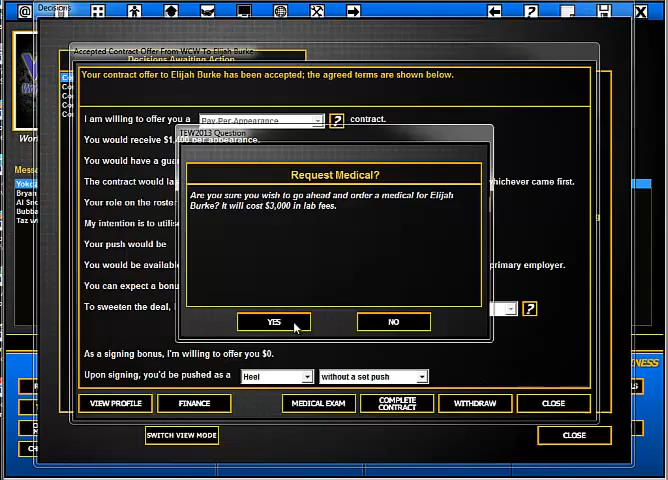 Decisions
Accepted Contract Offer From WCW To Elijah Burke
Decisions Awaiting Action
Your contract offer to Elijah Burke has been accepted; the agreed terms are shown below.
I am willing to offer you a Pay Per Appearance ? contract.
TEW2013 Question
You would receive $1, per appearance.
You would have a gua
The contract would la whichever came first.
Your role on the roster
My intention is to utilis
Your push would be
You would be availab primary employer.
You can expect a bonu
To sweeten the deal, ?
Request Medical?
Are you sure you wish to go ahead and order a medical for Elijah
Burke? It will cost $3,000 in lab fees.
YES
NO
As a signing bonus, I'm willing to offer you $0.
Upon signing, you'd be pushed as a Heel without a set push
VIEW PROFILE
FINANCE
MEDICAL EXAM
COMPLETE
CONTRACT
WITHDRAW
CLOSE
SWITCH VIEW MODE
CLOSE
Wor
Messa
Yoko
Bryan
Al Sno
Bubba
Taz w
NESS